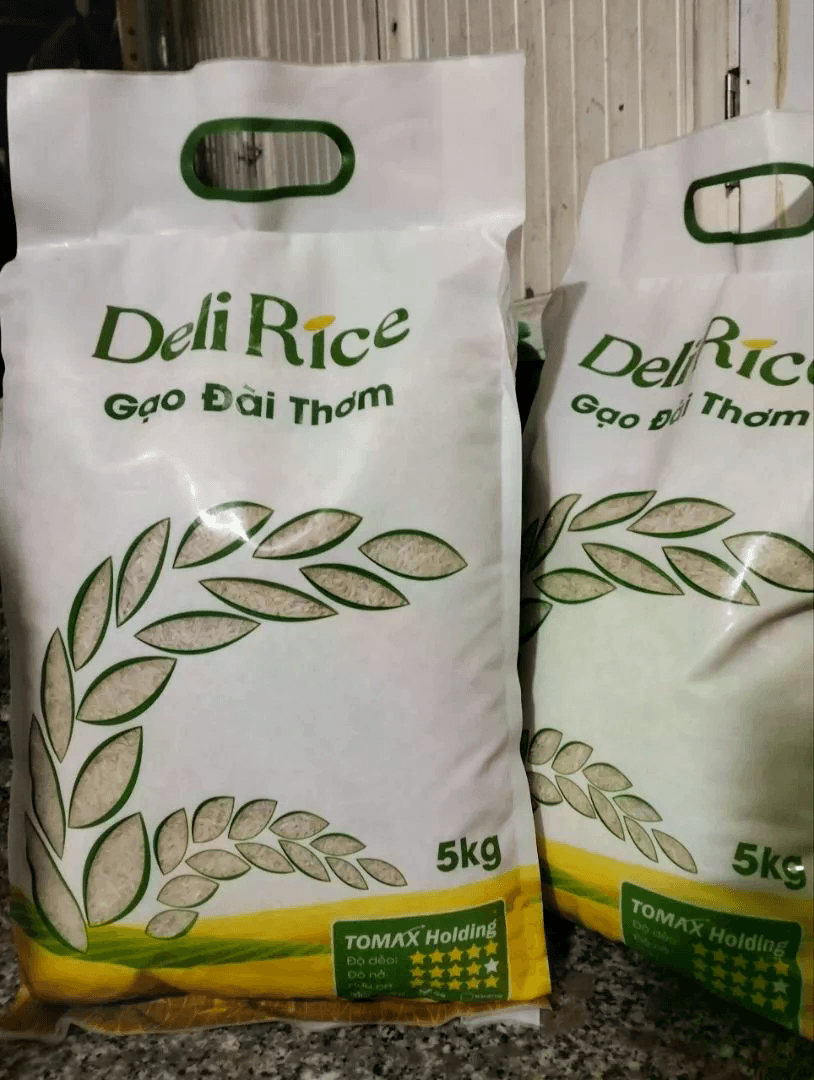 Deli Rice
Gạo Đài Thơm
5kg
TOMAX Holding
Độ dẻo:
Độ nở:
Deli Rice
Gạo Đài Thơm
5kg
TOMAX Holding